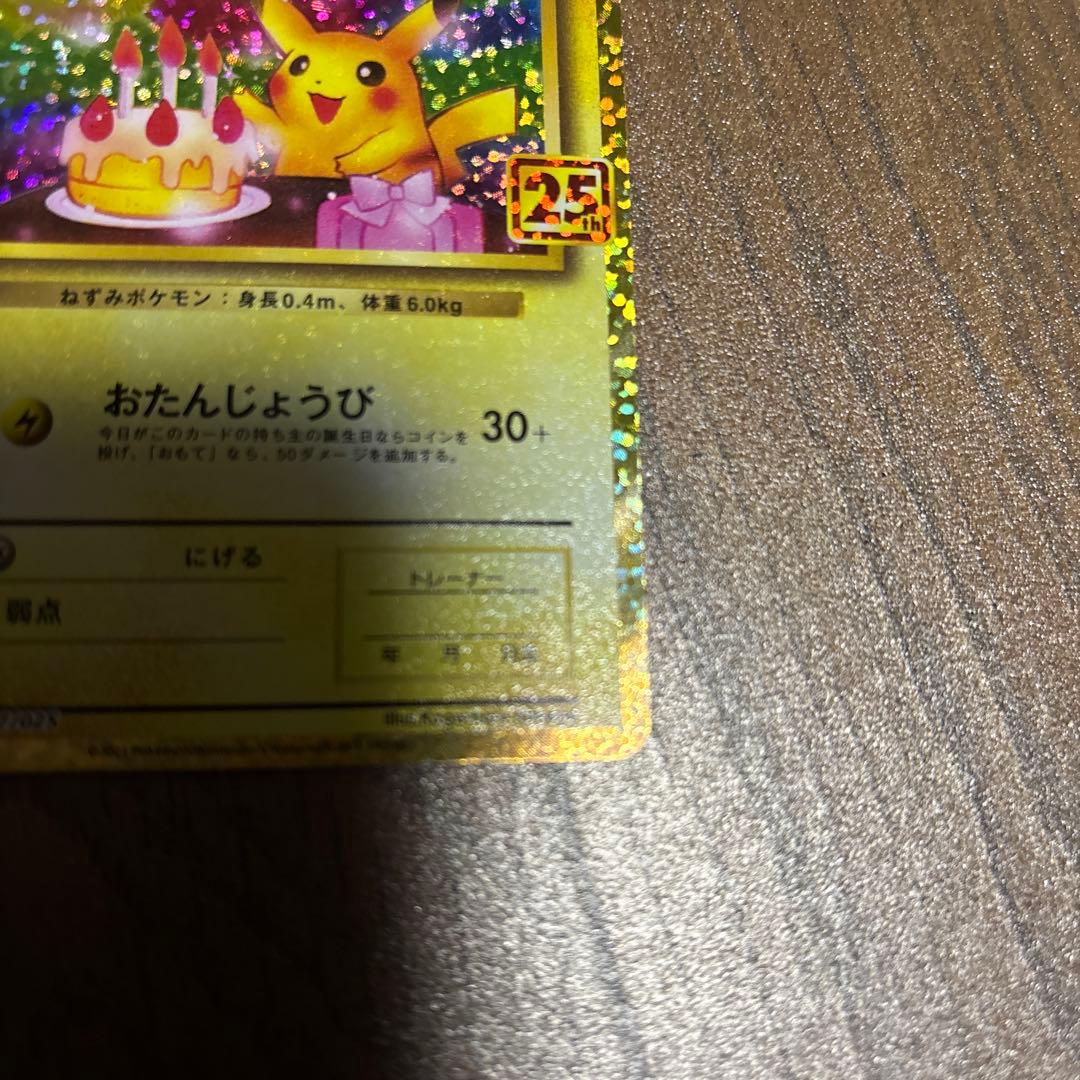 25th
ねずみポケモン：身長0.4m、体重6.0kg
おたんじょうび
30+
今日がこのカードの持ち主の誕生日ならコインを
投げ、「おもて」なら、50ダメージを追加する。
にげる
トレーナー
弱点
年 月